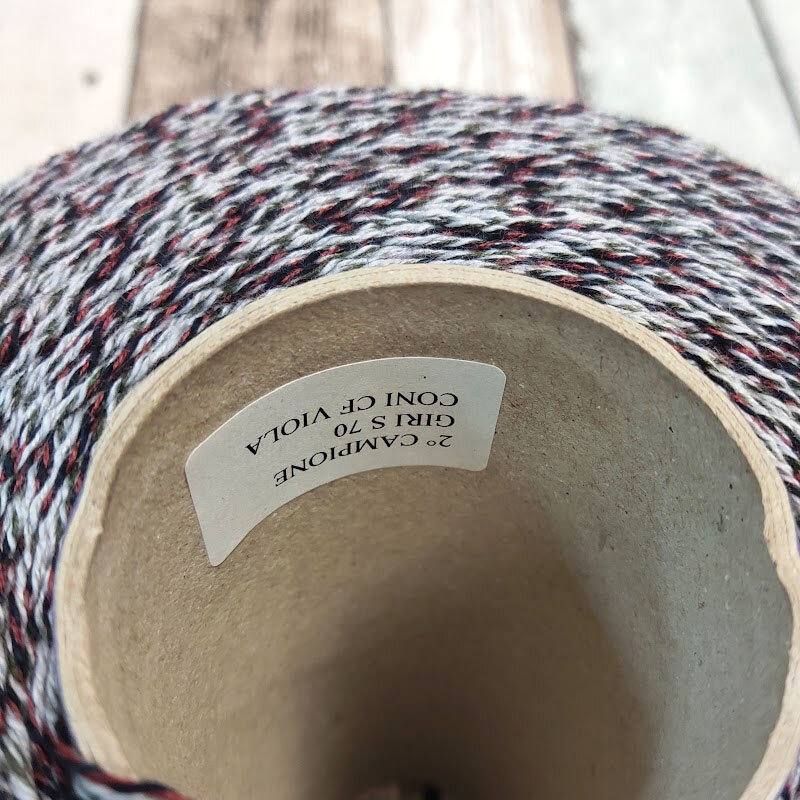 2° CAMPIONE
GIRI S 70
CONI CF VIOLA